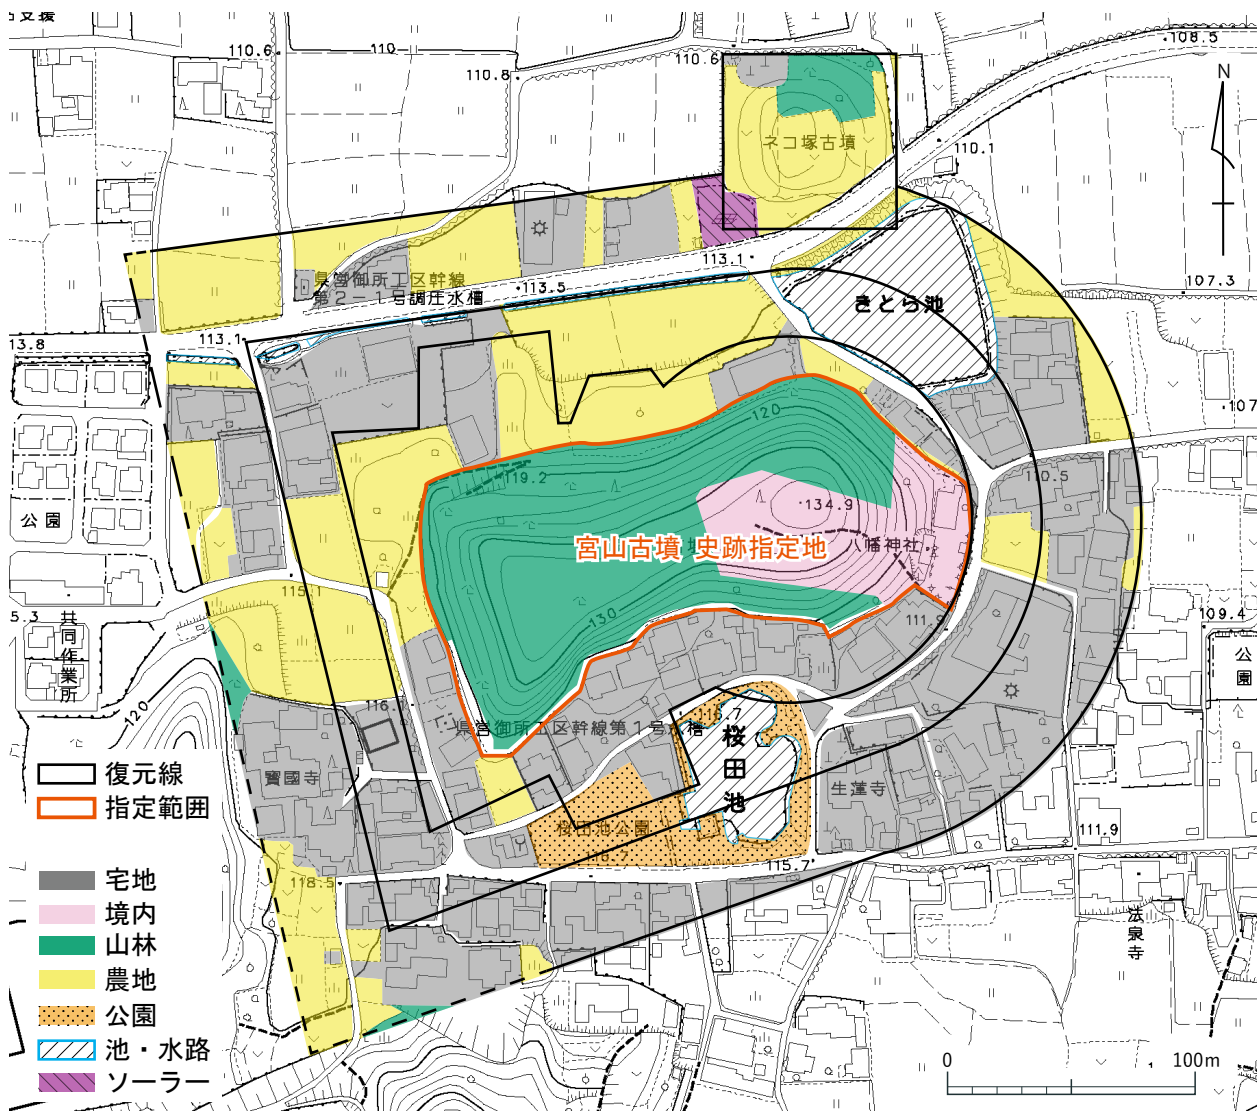 古支援
110.6
110
110.8
110.6
108.5
N
ネコ塚古墳
110.1
113.1
県営御所工区幹線
第2-1号調圧水槽
113.5
107.3
きとら池
13.8
113.1
107
120
119.2
110.5
134.9
公園
宮山古墳 史跡指定地
八幡神社
115.1
130
111.9
109.4
5.3
共同作業所
公園
120
116.1
県営御所工区幹線第1号水槽
桜田池
寶國寺
生蓮寺
復元線
指定範囲
桜田池公園
111.9
115.7
118.5
宅地
境内
山林
農地
公園
池・水路
ソーラー
法泉寺
0
100m